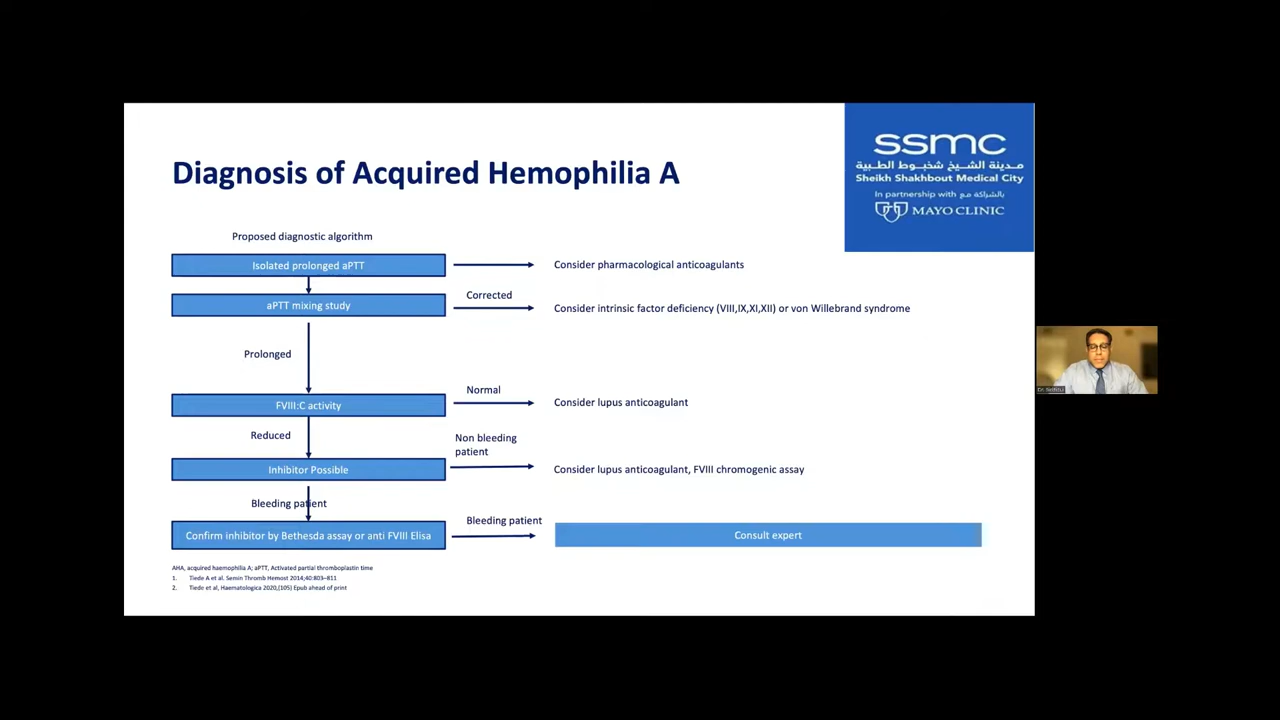 ssmc
مدينة الشيخ شخبوط الطبية
Sheikh Shakhbout Medical City
In partnership with بالشراكة مع
MAYO CLINIC
Diagnosis of Acquired Hemophilia A
Proposed diagnostic algorithm
Isolated prolonged aPTT
Consider pharmacological anticoagulants
aPTT mixing study
Corrected
Consider intrinsic factor deficiency (VIII,IX,XI,XII) or von Willebrand syndrome
Prolonged
FVIII:C activity
Normal
Consider lupus anticoagulant
Reduced
Inhibitor Possible
Non bleeding
patient
Consider lupus anticoagulant, FVIII chromogenic assay
Bleeding patient
Confirm inhibitor by Bethesda assay or anti FVIII Elisa
Bleeding patient
Consult expert
AHA, acquired haemophilia A; aPTT, Activated partial thromboplastin time
1. Tiede A et al. Semin Thromb Hemost 2014;40:803–811
2. Tiede et al, Haematologica 2020,(105) Epub ahead of print